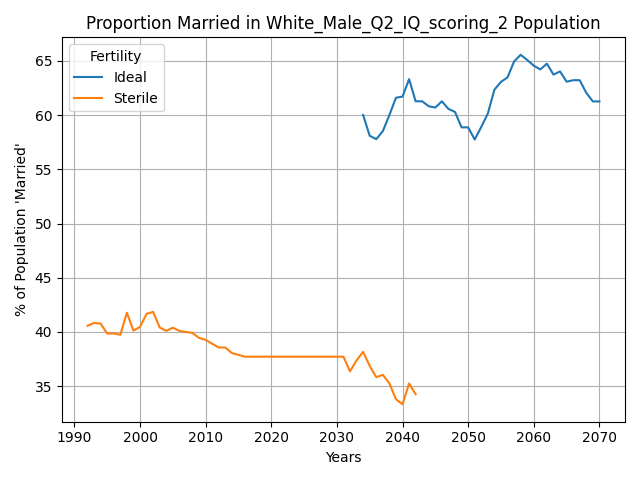 Proportion Married in White_Male_Q2_IQ_scoring_2 Population
Fertility
Ideal
Sterile
% of Population 'Married'
65
60
55
50
45
40
35
1990 2000 2010 2020 2030 2040 2050 2060 2070
Years